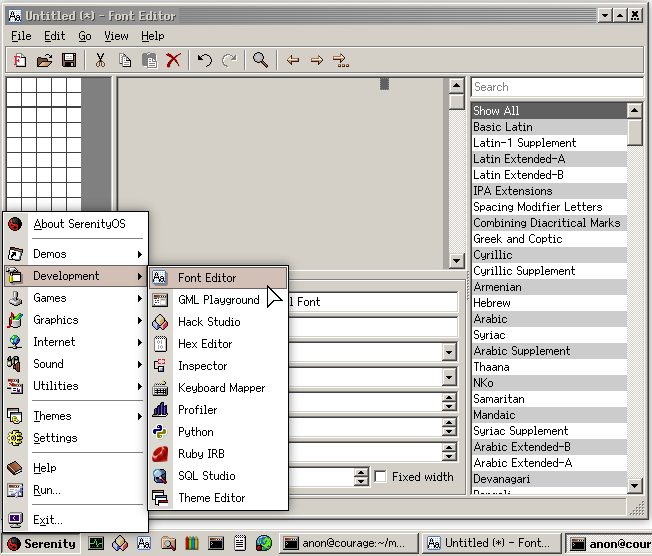 Untitled (*) - Font Editor
File Edit Go View Help
Search
Show All
Basic Latin
Latin-1 Supplement
Latin Extended-A
Latin Extended-B
IPA Extensions
Spacing Modifier Letters
Combining Diacritical Marks
Greek and Coptic
Cyrillic
Cyrillic Supplement
Armenian
Hebrew
Arabic
Syriac
Arabic Supplement
Thaana
NKo
Samaritan
Mandaic
Syriac Supplement
Arabic Extended-B
Arabic Extended-A
Devanagari
l Font
Fixed width
About SerenityOS
Demos
Development
Games
Graphics
Internet
Sound
Utilities
Themes
Settings
Help
Run...
Exit...
Font Editor
GML Playground
Hack Studio
Hex Editor
Inspector
Keyboard Mapper
Profiler
Python
Ruby IRB
SQL Studio
Theme Editor
Serenity
anon@courage:~/m...
Untitled (*) - Font...
anon@cour